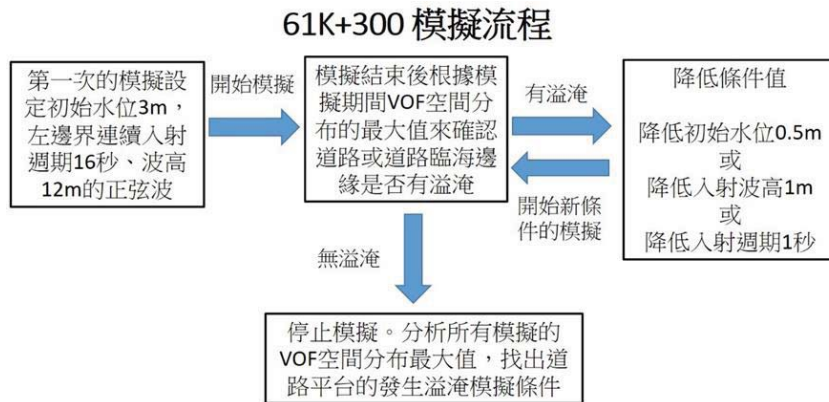 61K+300 模擬流程
第一次的模擬設
定初始水位3m，
左邊界連續入射
週期16秒、波高
12m的正弦波
開始模擬
模擬結束後根據模
擬期間VOF空間分
布的最大值來確認
道路或道路臨海邊
緣是否有溢淹
有溢淹
開始新條
件的模擬
降低條件值
降低初始水位0.5m
或
降低入射波高1m
或
降低入射週期1秒
無溢淹
停止模擬。分析所有模擬的
VOF空間分布最大值，找出道
路平台的發生溢淹模擬條件